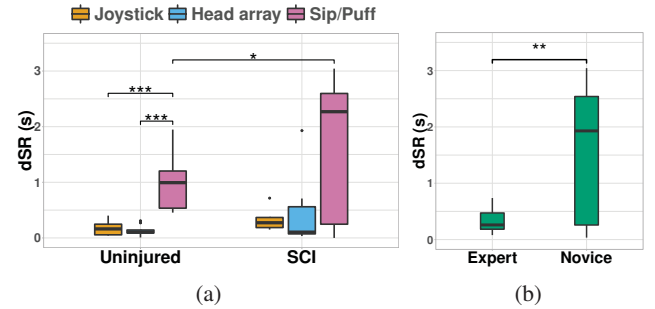 Joystick Head array Sip/Puff
dSR (s)
3
2
1
0
***
***
*
Uninjured SCI
(a)
dSR (s)
3
2
1
0
**
Expert Novice
(b)